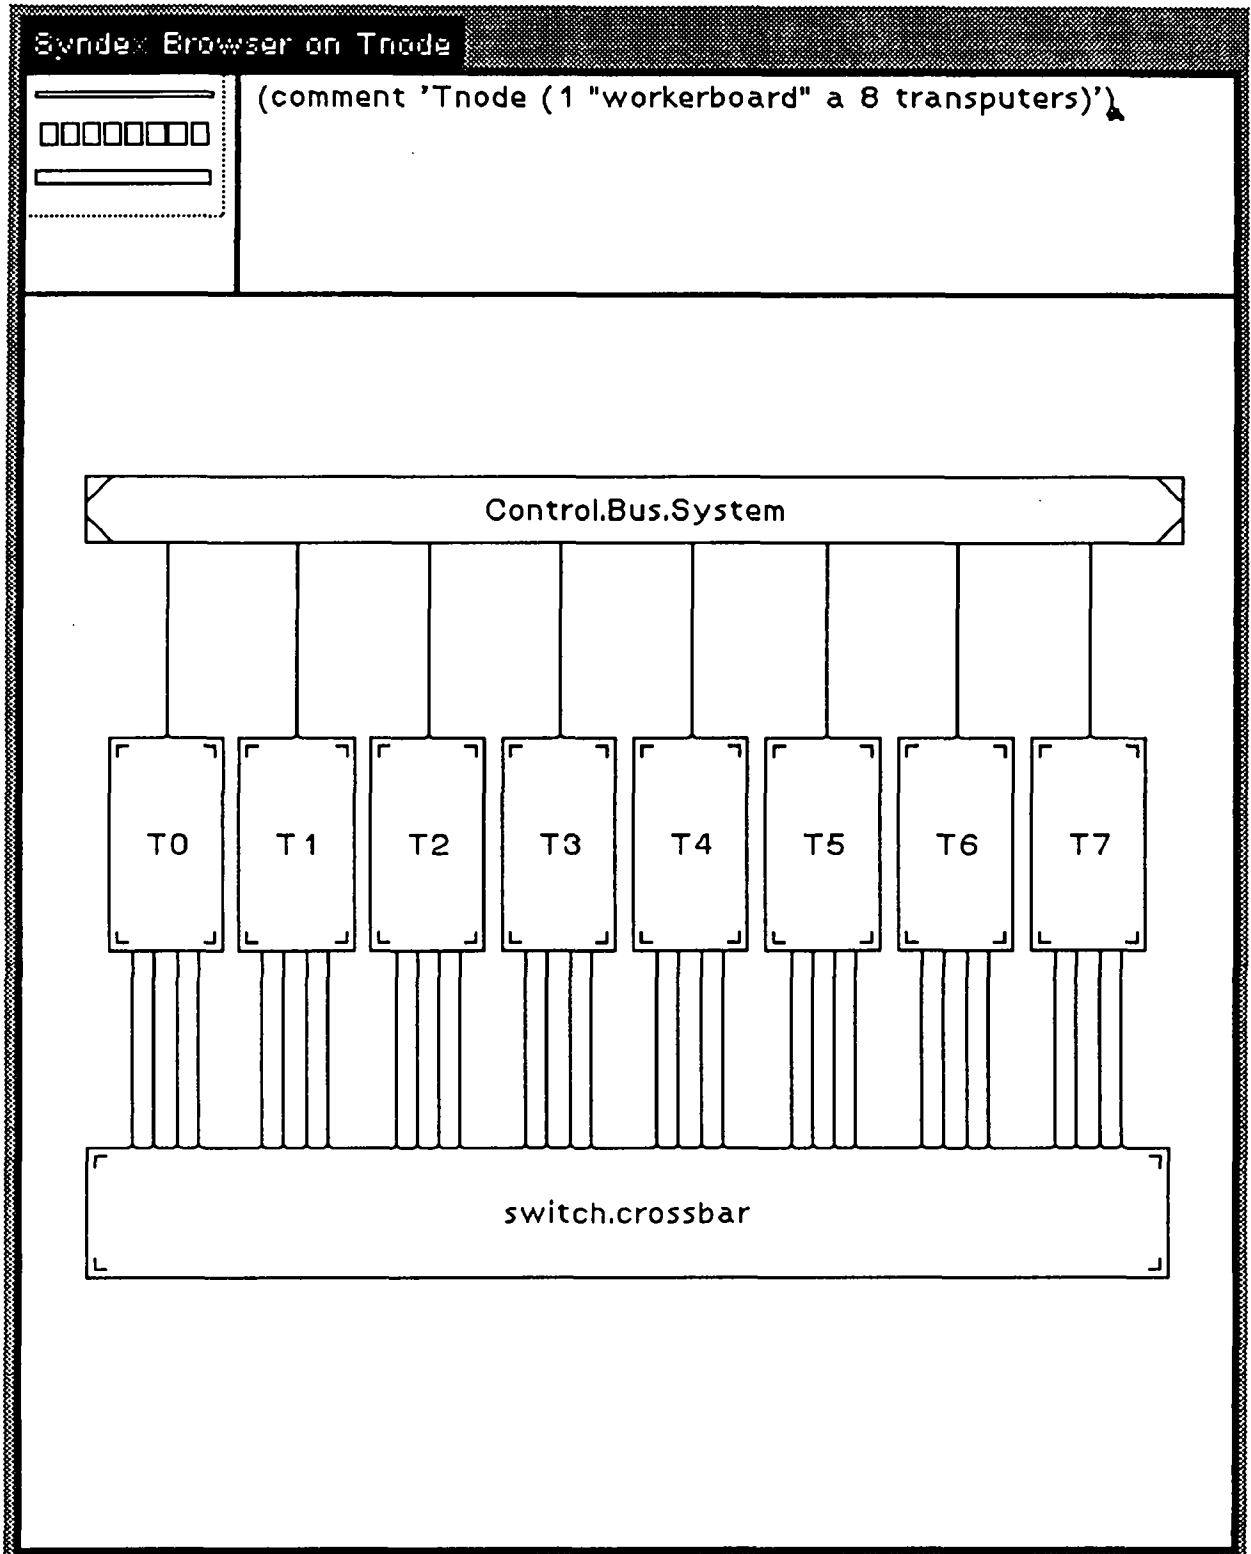 Syndex Browser on Tnode
(comment 'Tnode (1 "workerboard" a 8 transputers)')
Control.Bus.System
T0 T1 T2 T3 T4 T5 T6 T7
switch.crossbar